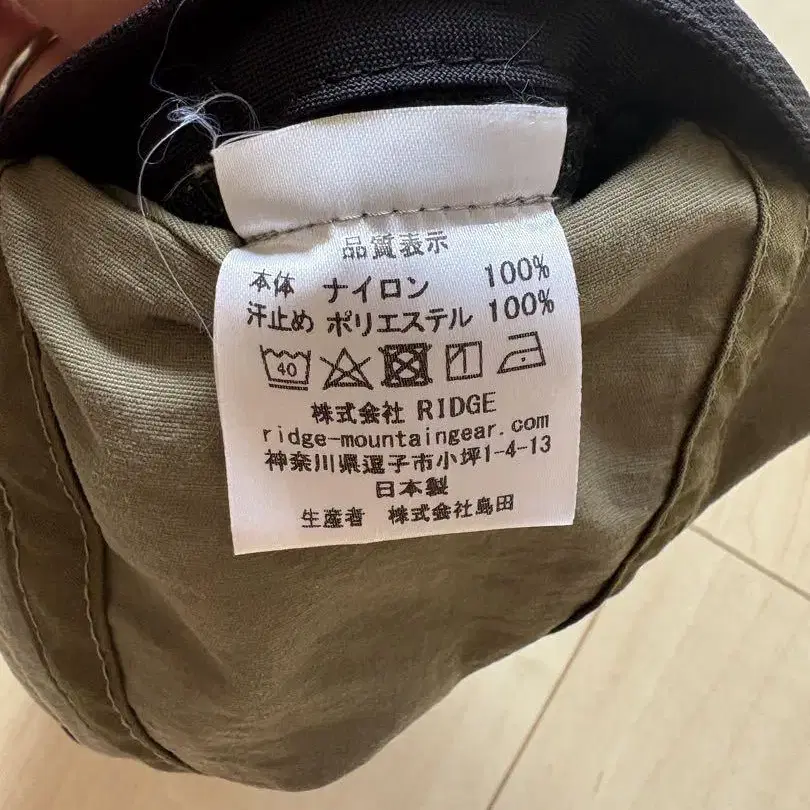 品質表示
本体 ナイロン 100%
汗止め ポリエステル 100%
40
株式会社 RIDGE
ridge-mountaingear.com
神奈川県逗子市小坪1-4-13
日本製
生産者 株式会社島田